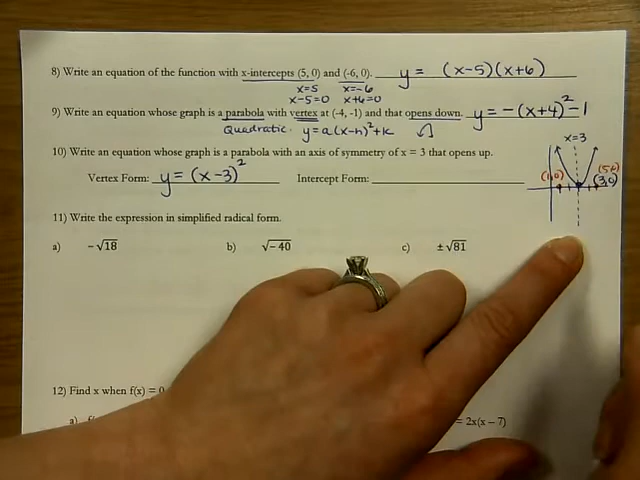 8) Write an equation of the function with x-intercepts (5, 0) and (-6, 0). y = (x-5)(x+6)
x=5 x=-6
x-5=0 x+6=0
9) Write an equation whose graph is a parabola with vertex at (-4, -1) and that opens down. y = -(x+4)²-1
Quadratic. y=a(x-h)²+k
10) Write an equation whose graph is a parabola with an axis of symmetry of x = 3 that opens up.
x=3
Vertex Form: y = (x-3)² Intercept Form:
(1,0) (5,0)
(3,0)
11) Write the expression in simplified radical form.
a) -√18 b) √-40 c) ±√81
12) Find x when f(x) = 0
a) f( = 2x(x – 7)